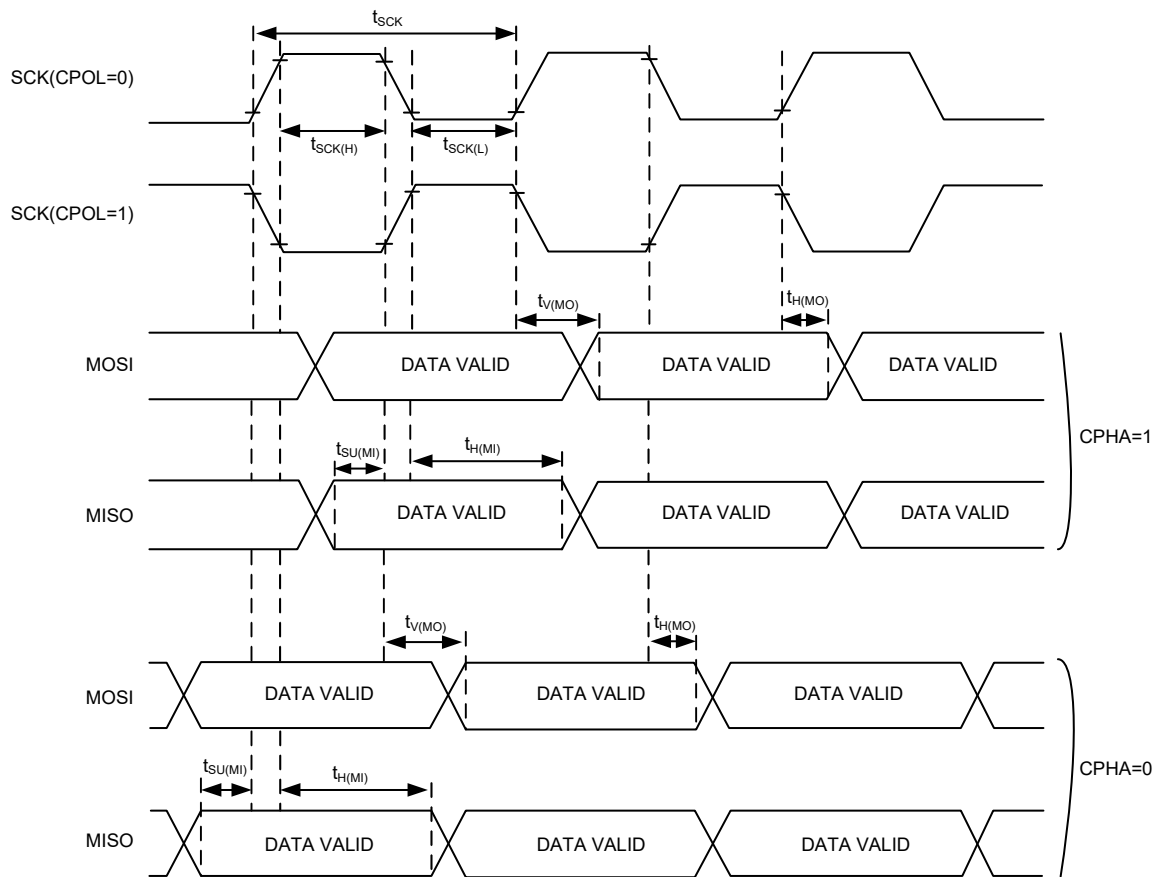 tSCK
SCK(CPOL=0)
tSCK(H)
tSCK(L)
SCK(CPOL=1)
tV(MO)
tH(MO)
MOSI
DATA VALID
DATA VALID
DATA VALID
CPHA=1
tSU(MI)
tH(MI)
MISO
DATA VALID
DATA VALID
DATA VALID
tV(MO)
tH(MO)
MOSI
DATA VALID
DATA VALID
DATA VALID
CPHA=0
tSU(MI)
tH(MI)
MISO
DATA VALID
DATA VALID
DATA VALID